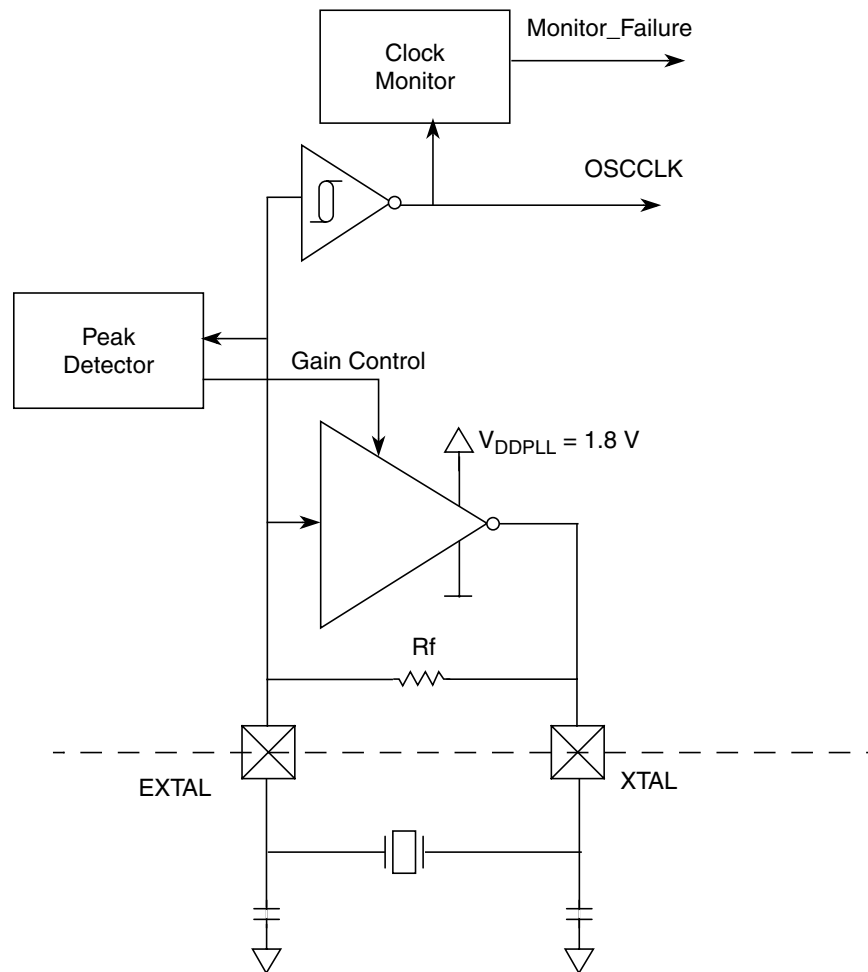 Monitor_Failure
Clock
Monitor
OSCCLK
Peak
Detector
Gain Control
VDDPLL = 1.8 V
Rf
EXTAL
XTAL